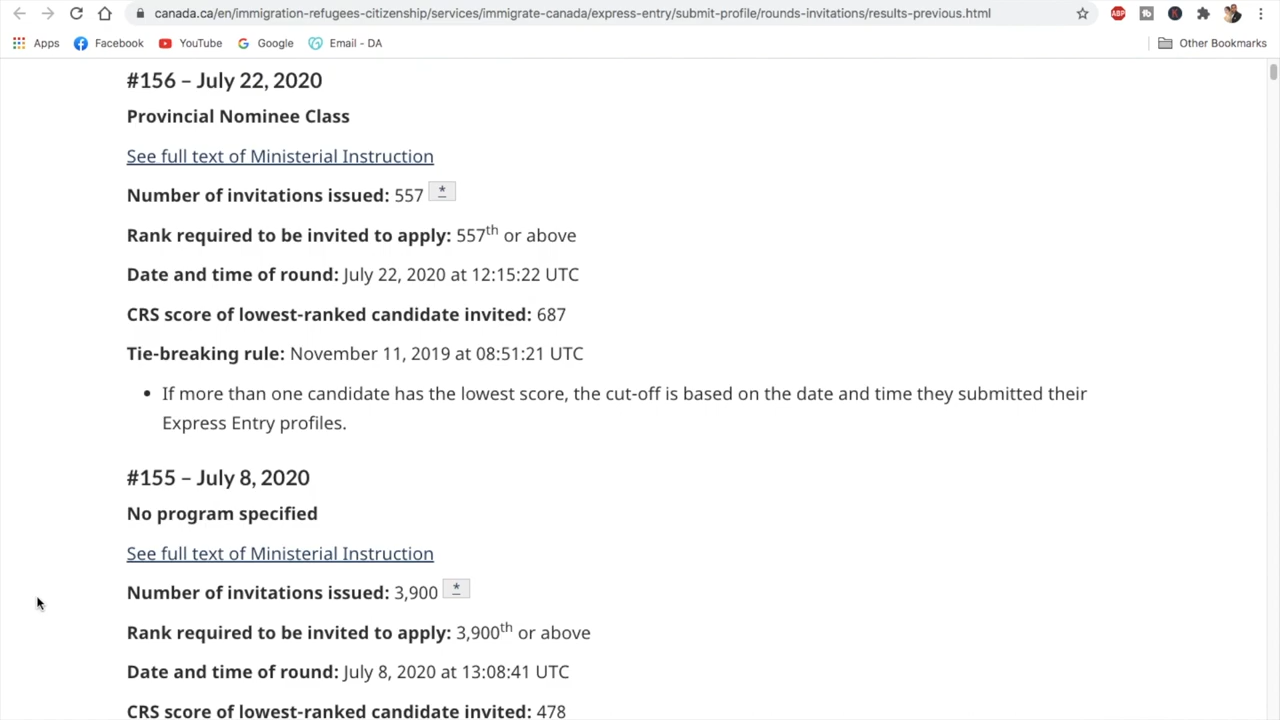 canada.ca/en/immigration-refugees-citizenship/services/immigrate-canada/express-entry/submit-profile/rounds-invitations/results-previous.html
ABP
K
Apps Facebook YouTube Google Email - DA Other Bookmarks
#156 – July 22, 2020
Provincial Nominee Class
See full text of Ministerial Instruction
Number of invitations issued: 557 *
Rank required to be invited to apply: 557th or above
Date and time of round: July 22, 2020 at 12:15:22 UTC
CRS score of lowest-ranked candidate invited: 687
Tie-breaking rule: November 11, 2019 at 08:51:21 UTC
• If more than one candidate has the lowest score, the cut-off is based on the date and time they submitted their
Express Entry profiles.
#155 – July 8, 2020
No program specified
See full text of Ministerial Instruction
Number of invitations issued: 3,900 *
Rank required to be invited to apply: 3,900th or above
Date and time of round: July 8, 2020 at 13:08:41 UTC
CRS score of lowest-ranked candidate invited: 478